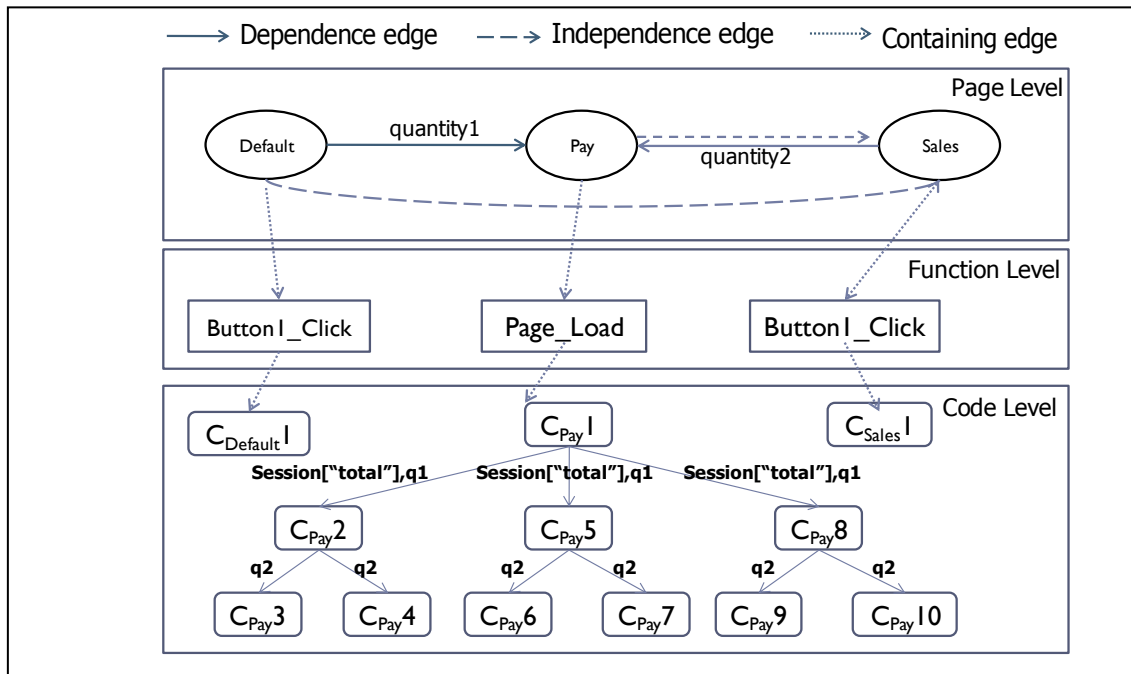 Dependence edge Independence edge Containing edge
Page Level
Default quantity1 Pay quantity2 Sales
Function Level
Button1_Click Page_Load Button1_Click
Code Level
CDefault1 CPay1 CSales1
Session[“total”],q1 Session[“total”],q1 Session[“total”],q1
CPay2 CPay5 CPay8
q2 q2 q2 q2 q2 q2
CPay3 CPay4 CPay6 CPay7 CPay9 CPay10